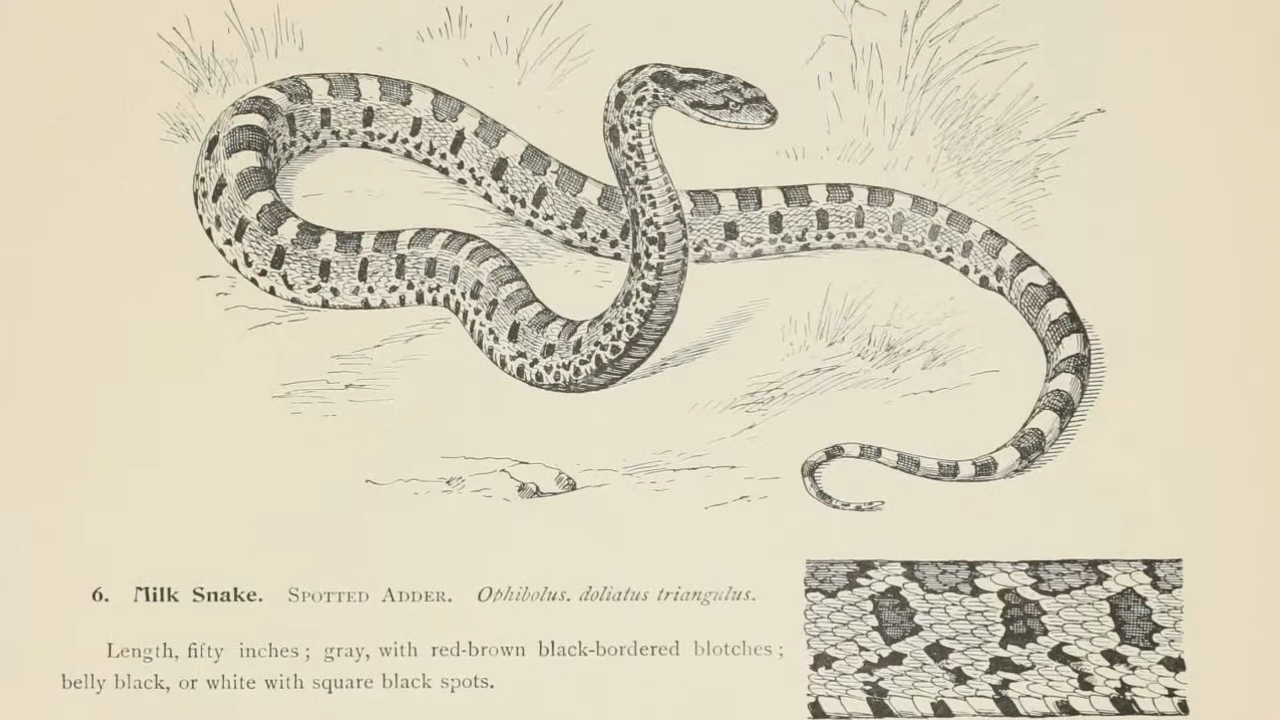 6. Milk Snake. Spotted Adder. Ophibolus. doliatus triangulus.
Length, fifty inches; gray, with red-brown black-bordered blotches;
belly black, or white with square black spots.